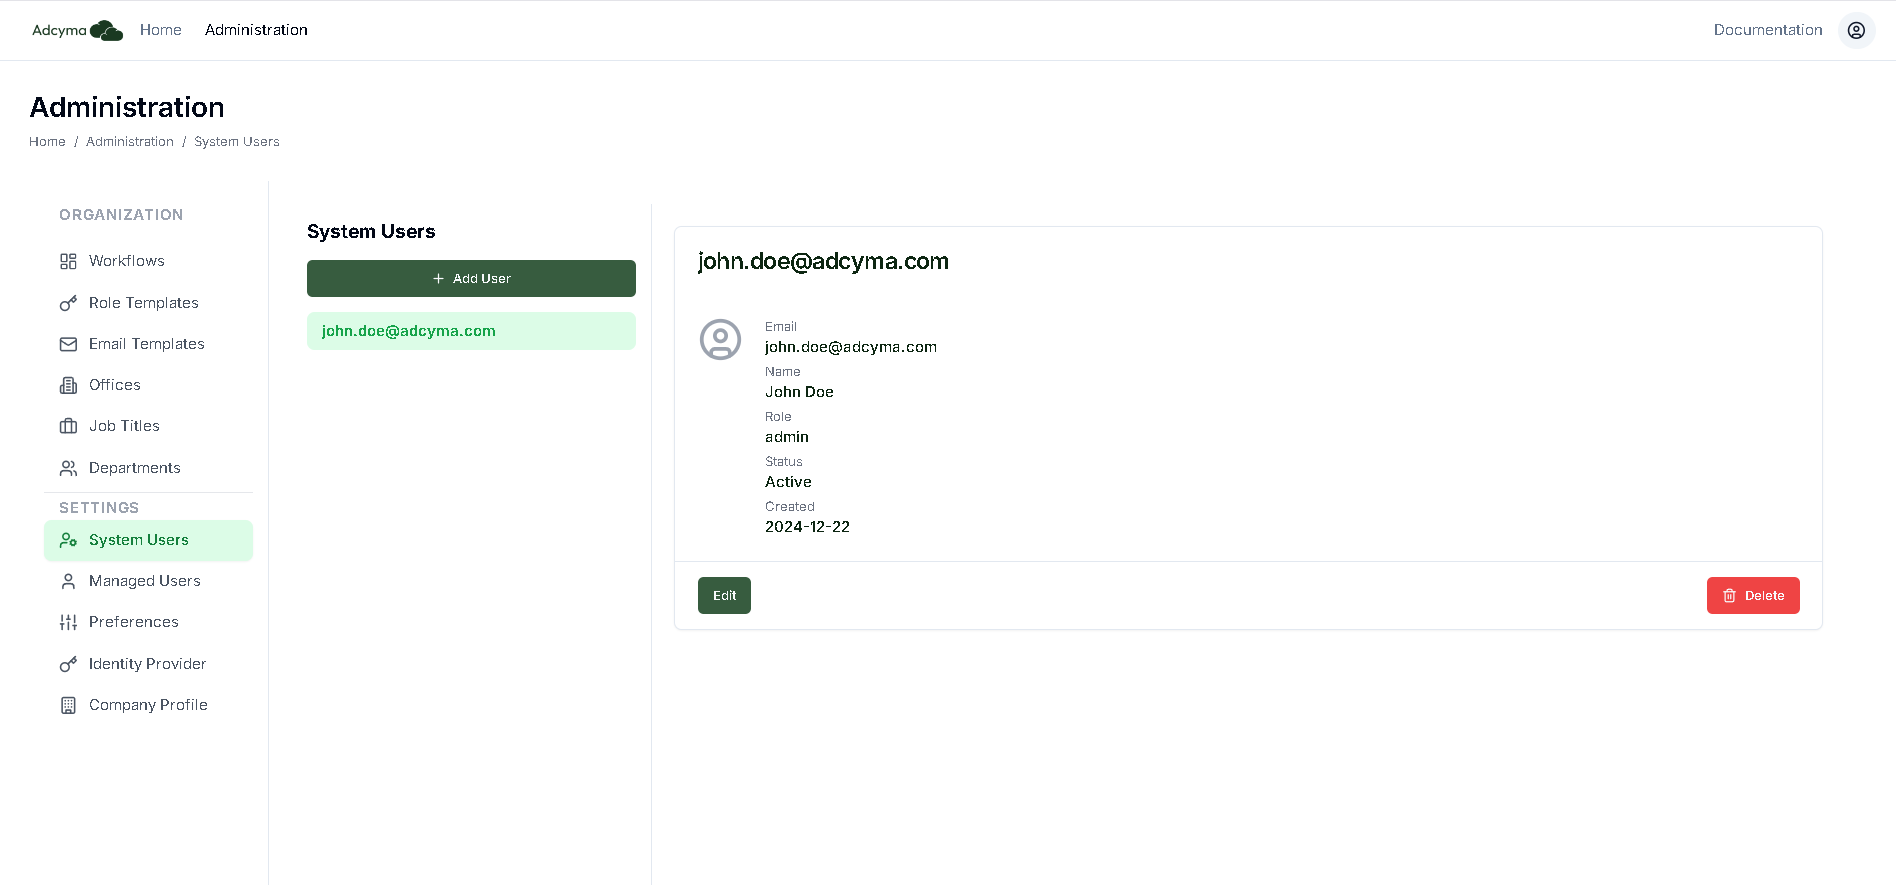 Adcyma
Home
Administration
Documentation
Administration
Home / Administration / System Users
ORGANIZATION
Workflows
Role Templates
Email Templates
Offices
Job Titles
Departments
SETTINGS
System Users
Managed Users
Preferences
Identity Provider
Company Profile
System Users
+ Add User
john.doe@adcyma.com
john.doe@adcyma.com
Email
john.doe@adcyma.com
Name
John Doe
Role
admin
Status
Active
Created
2024-12-22
Edit
Delete